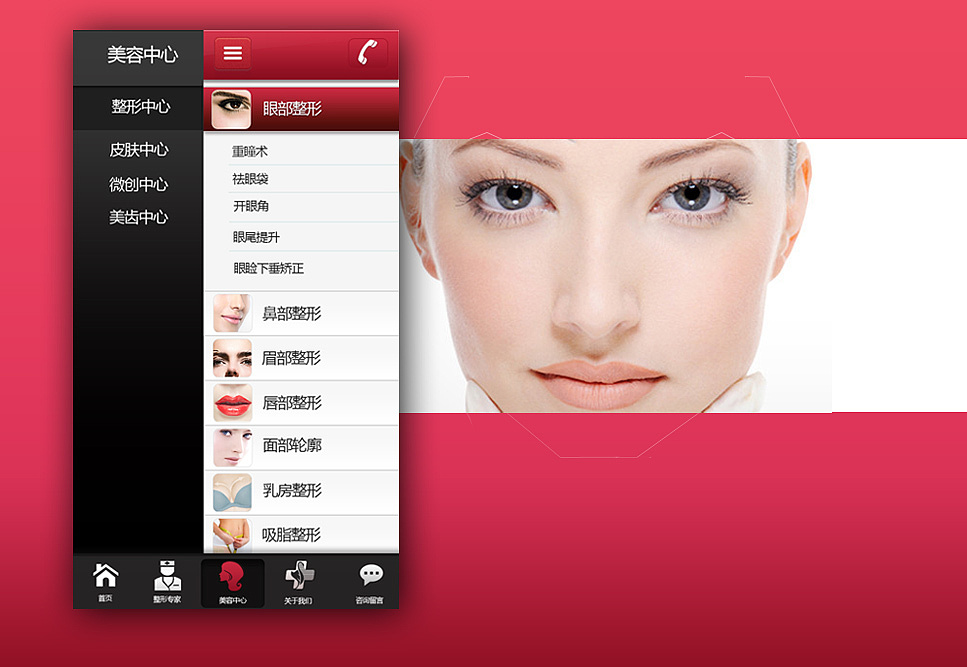 美容中心
整形中心
皮肤中心
微创中心
美齿中心
眼部整形
重瞳术
祛眼袋
开眼角
眼尾提升
眼睑下垂矫正
鼻部整形
眉部整形
唇部整形
面部轮廓
乳房整形
吸脂整形
首页
整形专家
美容中心
关于我们
咨询留言